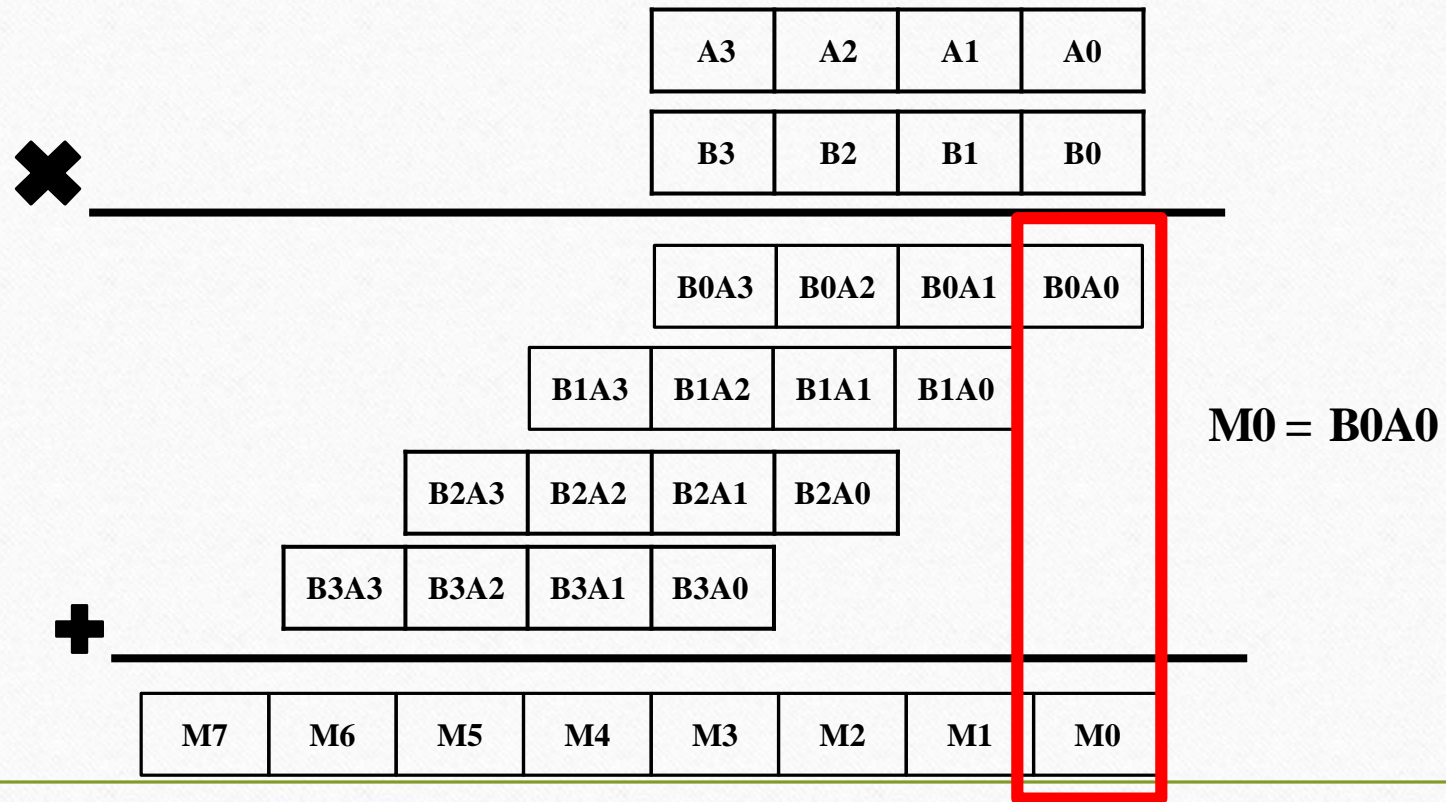 A3 A2 A1 A0
B3 B2 B1 B0
B0A3 B0A2 B0A1 B0A0
B1A3 B1A2 B1A1 B1A0
M0 = B0A0
B2A3 B2A2 B2A1 B2A0
B3A3 B3A2 B3A1 B3A0
M7 M6 M5 M4 M3 M2 M1 M0